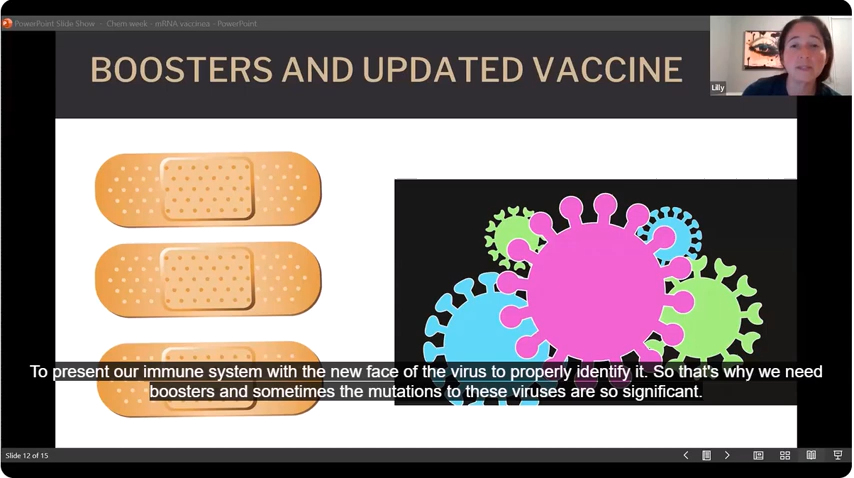 PowerPoint Slide Show - Chem week - mRNA vaccines - PowerPoint
BOOSTERS AND UPDATED VACCINE
Lilly
To present our immune system with the new face of the virus to properly identify it. So that's why we need
boosters and sometimes the mutations to these viruses are so significant.
Slide 12 of 15